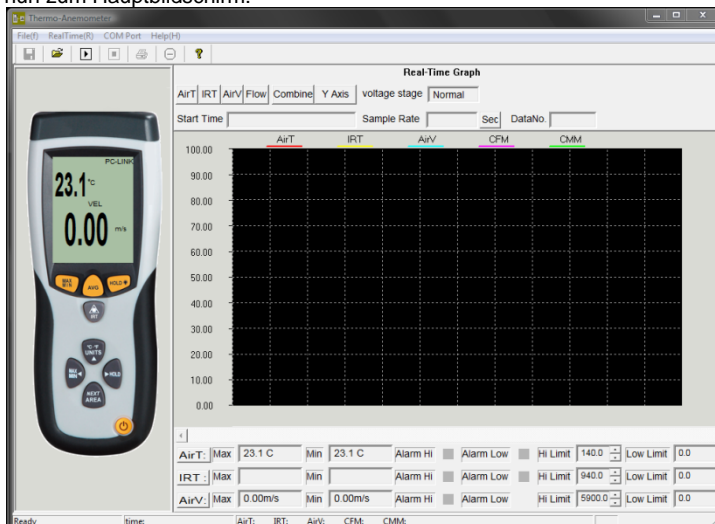 nun zum Hauptbildschirm.
Thermo-Anemometer
File(f) RealTime(R) COM Port Help(H)
Real-Time Graph
AirT IRT AirV Flow Combine Y Axis voltage stage Normal
Start Time Sample Rate Sec DataNo.
AirT IRT AirV CFM CMM
100.00
90.00
80.00
70.00
60.00
50.00
40.00
30.00
20.00
10.00
0.00
PC-LINK
23.1 °C
VEL
0.00 m/s
MAX MIN AVG HOLD
IRT
°C °F
UNITS
MAX MIN HOLD
NEXT
AREA
AirT: Max 23.1 C Min 23.1 C Alarm Hi Alarm Low Hi Limit 140.0 Low Limit 0.0
IRT : Max Min Alarm Hi Alarm Low Hi Limit 940.0 Low Limit 0.0
AirV: Max 0.00m/s Min 0.00m/s Alarm Hi Alarm Low Hi Limit 5900.0 Low Limit 0.0
Ready time: AirT: IRT: AirV: CFM: CMM: